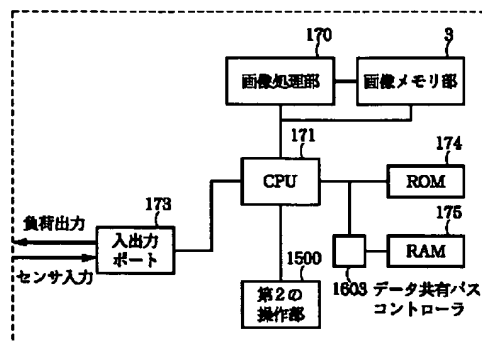 170
3
画像処理部
画像メモリ部
171
174
CPU
ROM
負荷出力
173
175
入出力
ポート
RAM
センサ入力
1500
1603
データ共有バス
コントローラ
第2の
操作部